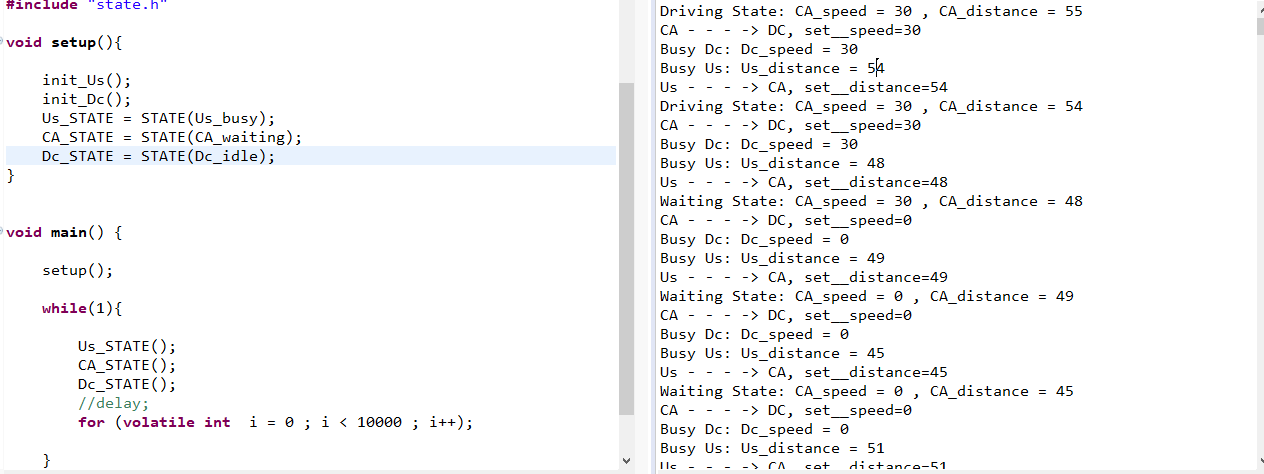 #include "state.h"
void setup(){
init_Us();
init_Dc();
Us_STATE = STATE(Us_busy);
CA_STATE = STATE(CA_waiting);
Dc_STATE = STATE(Dc_idle);
}
void main() {
setup();
while(1){
Us_STATE();
CA_STATE();
Dc_STATE();
//delay;
for (volatile int  i = 0 ; i < 10000 ; i++);
}
Driving State: CA_speed = 30 , CA_distance = 55
CA - - - -> DC, set__speed=30
Busy Dc: Dc_speed = 30
Busy Us: Us_distance = 54
Us - - - -> CA, set__distance=54
Driving State: CA_speed = 30 , CA_distance = 54
CA - - - -> DC, set__speed=30
Busy Dc: Dc_speed = 30
Busy Us: Us_distance = 48
Us - - - -> CA, set__distance=48
Waiting State: CA_speed = 30 , CA_distance = 48
CA - - - -> DC, set__speed=0
Busy Dc: Dc_speed = 0
Busy Us: Us_distance = 49
Us - - - -> CA, set__distance=49
Waiting State: CA_speed = 0 , CA_distance = 49
CA - - - -> DC, set__speed=0
Busy Dc: Dc_speed = 0
Busy Us: Us_distance = 45
Us - - - -> CA, set__distance=45
Waiting State: CA_speed = 0 , CA_distance = 45
CA - - - -> DC, set__speed=0
Busy Dc: Dc_speed = 0
Busy Us: Us_distance = 51
Us - - - -> CA, set__distance=51